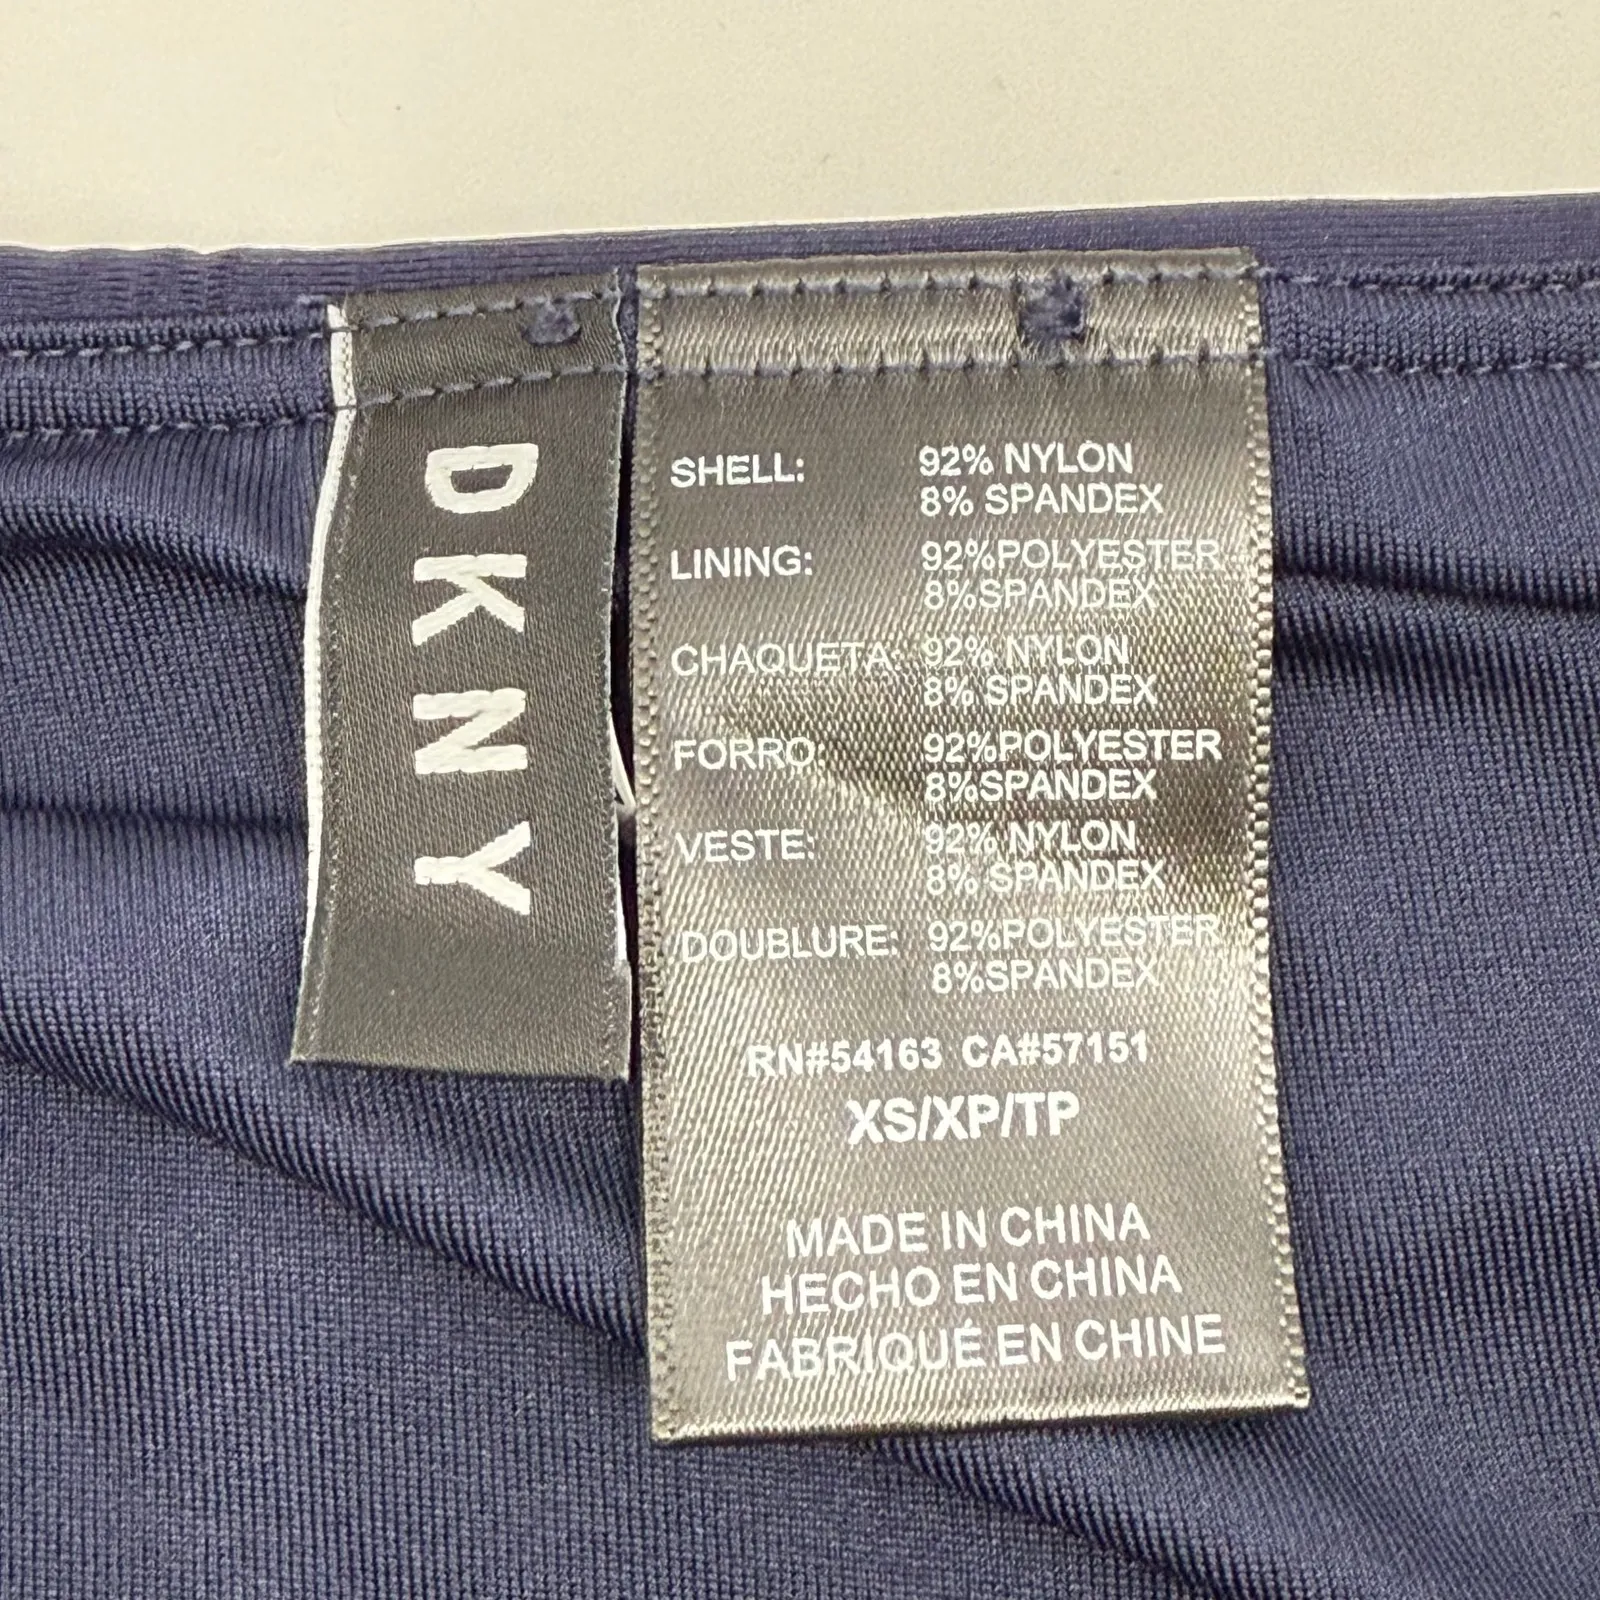 DKNY
SHELL: 92% NYLON
8% SPANDEX
LINING: 92%POLYESTER
8%SPANDEX
CHAQUETA: 92% NYLON
8% SPANDEX
FORRO: 92%POLYESTER
8%SPANDEX
VESTE: 92% NYLON
8% SPANDEX
DOUBLURE: 92%POLYESTER
8%SPANDEX
RN#54163 CA#57151
XS/XP/TP
MADE IN CHINA
HECHO EN CHINA
FABRIQUÉ EN CHINE